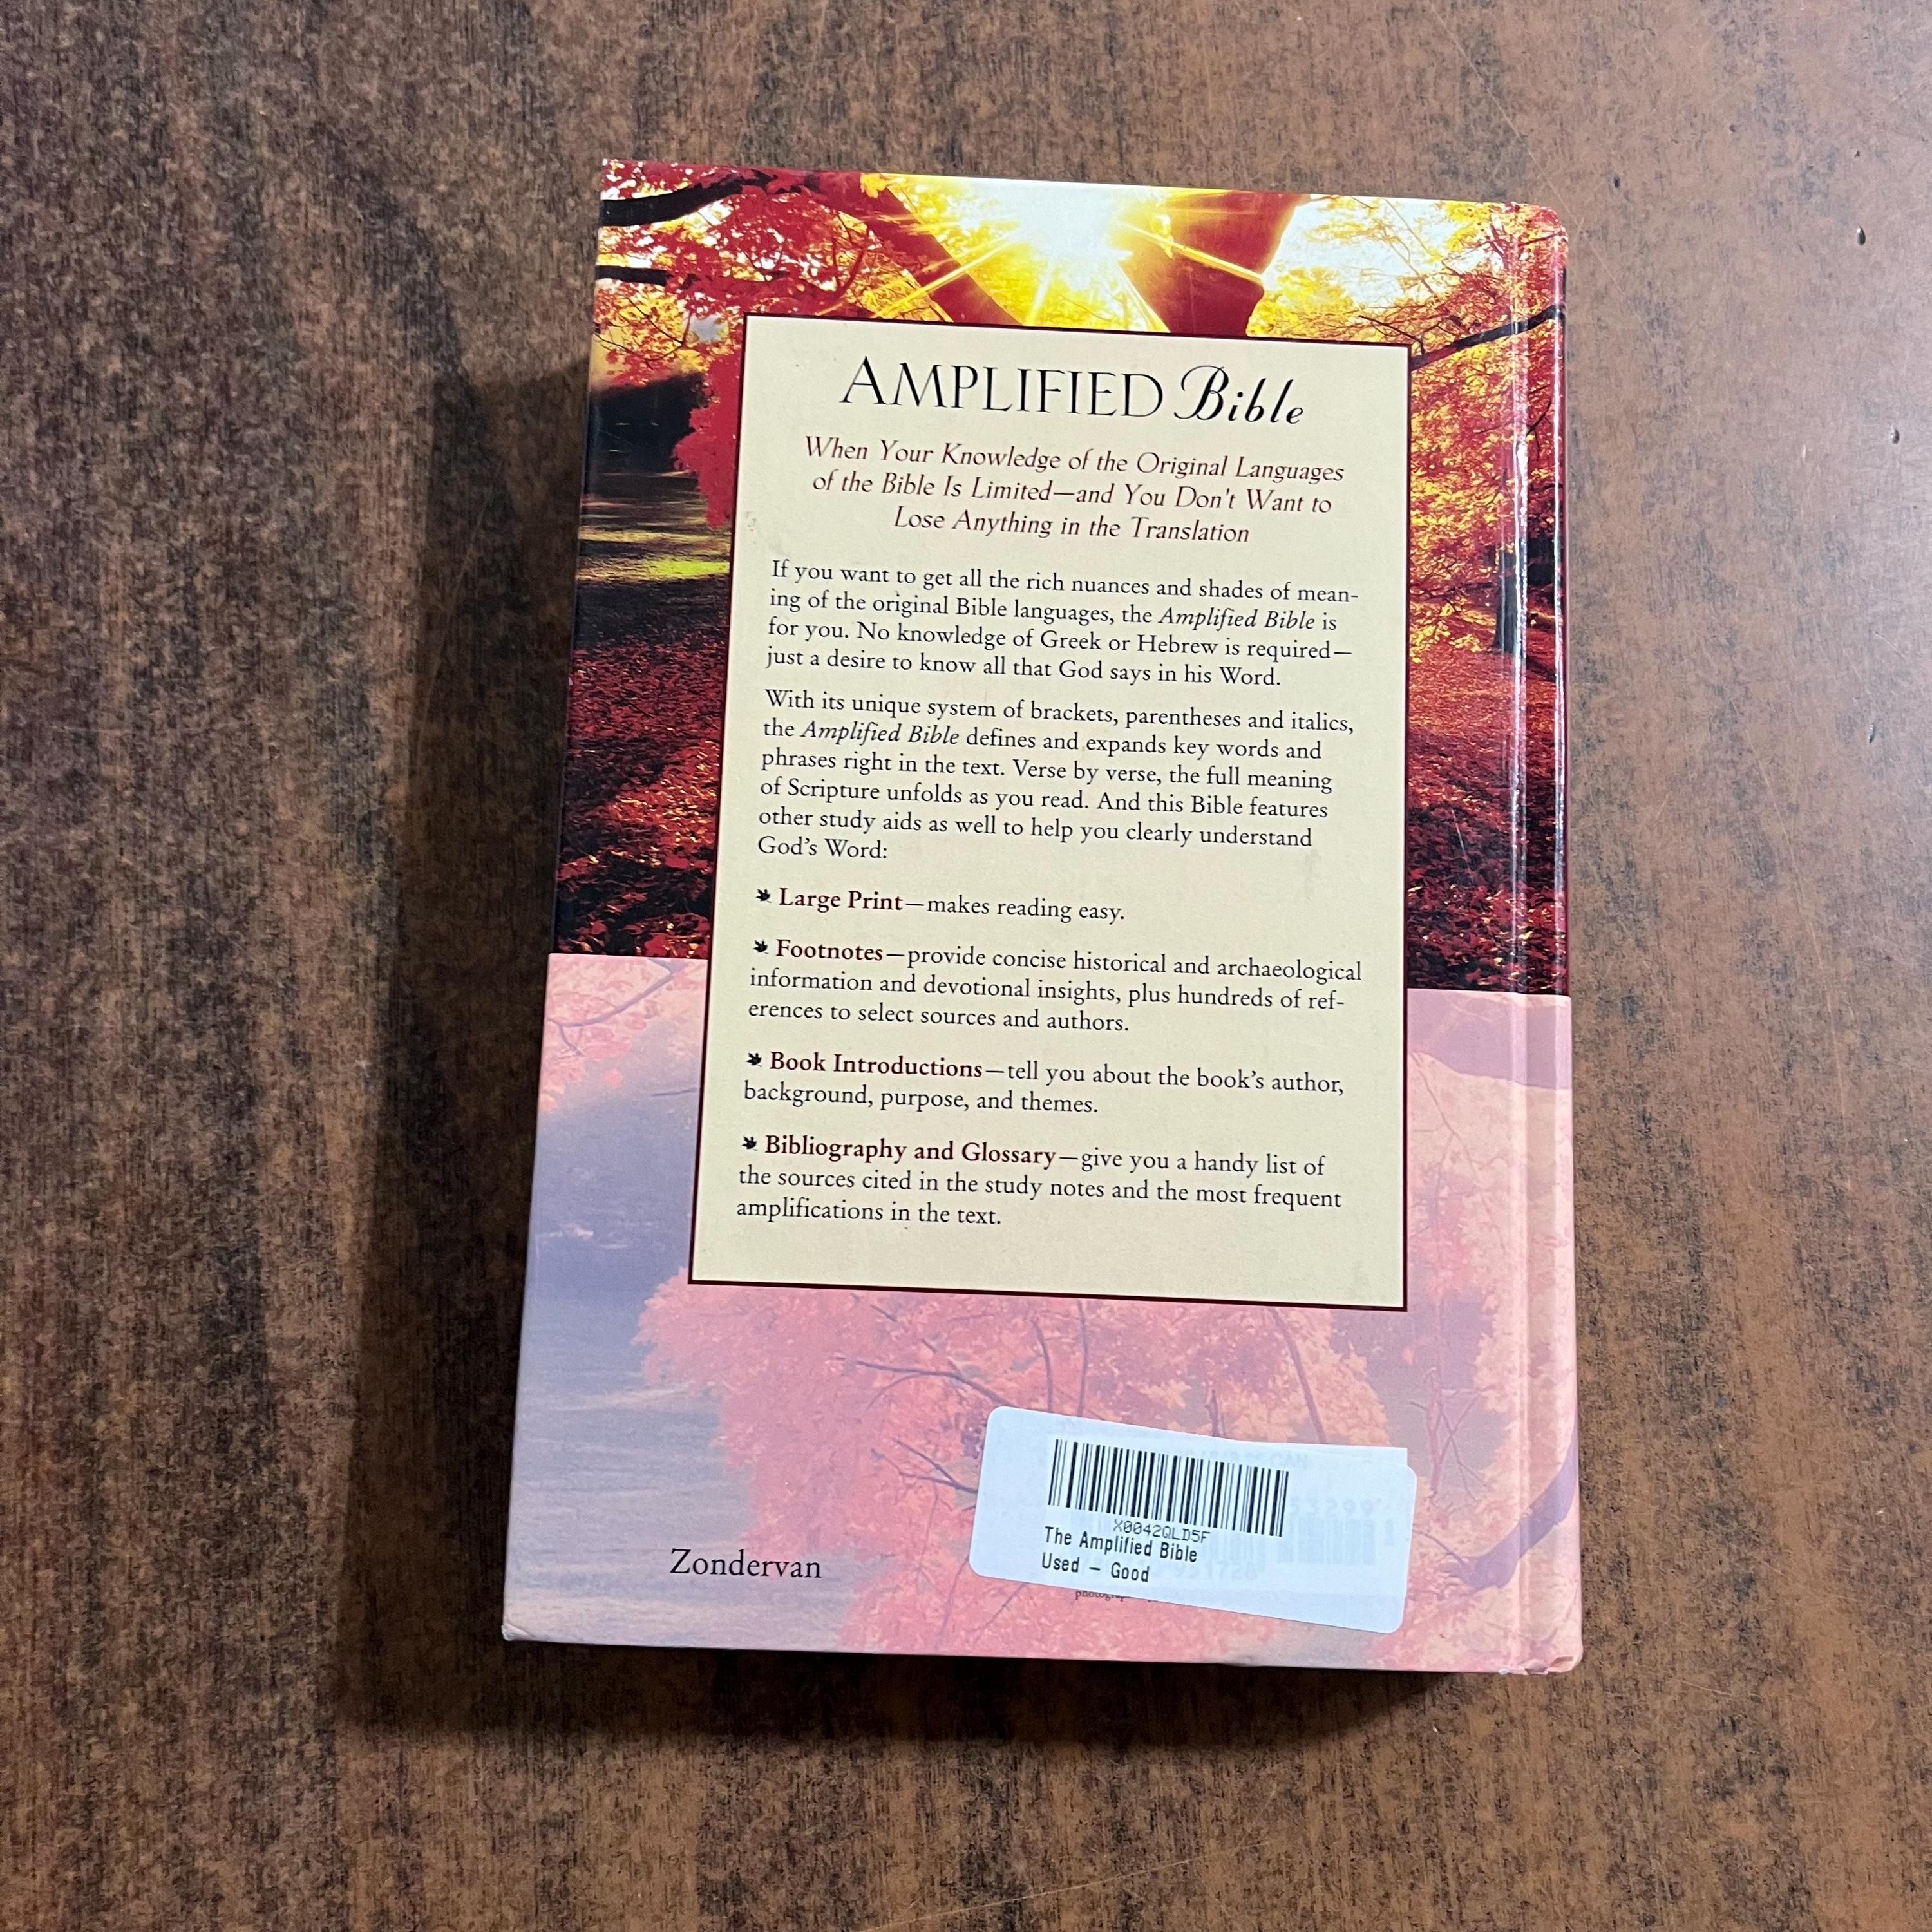 AMPLIFIED Bible
When Your Knowledge of the Original Languages
of the Bible Is Limited—and You Don't Want to
Lose Anything in the Translation
If you want to get all the rich nuances and shades of mean-
ing of the original Bible languages, the Amplified Bible is
for you. No knowledge of Greek or Hebrew is required—
just a desire to know all that God says in his Word.
With its unique system of brackets, parentheses and italics,
the Amplified Bible defines and expands key words and
phrases right in the text. Verse by verse, the full meaning
of Scripture unfolds as you read. And this Bible features
other study aids as well to help you clearly understand
God's Word:
Large Print—makes reading easy.
Footnotes—provide concise historical and archaeological
information and devotional insights, plus hundreds of ref-
erences to select sources and authors.
Book Introductions—tell you about the book's author,
background, purpose, and themes.
Bibliography and Glossary—give you a handy list of
the sources cited in the study notes and the most frequent
amplifications in the text.
X0042QLD5F
The Amplified Bible
Used – Good
Zondervan